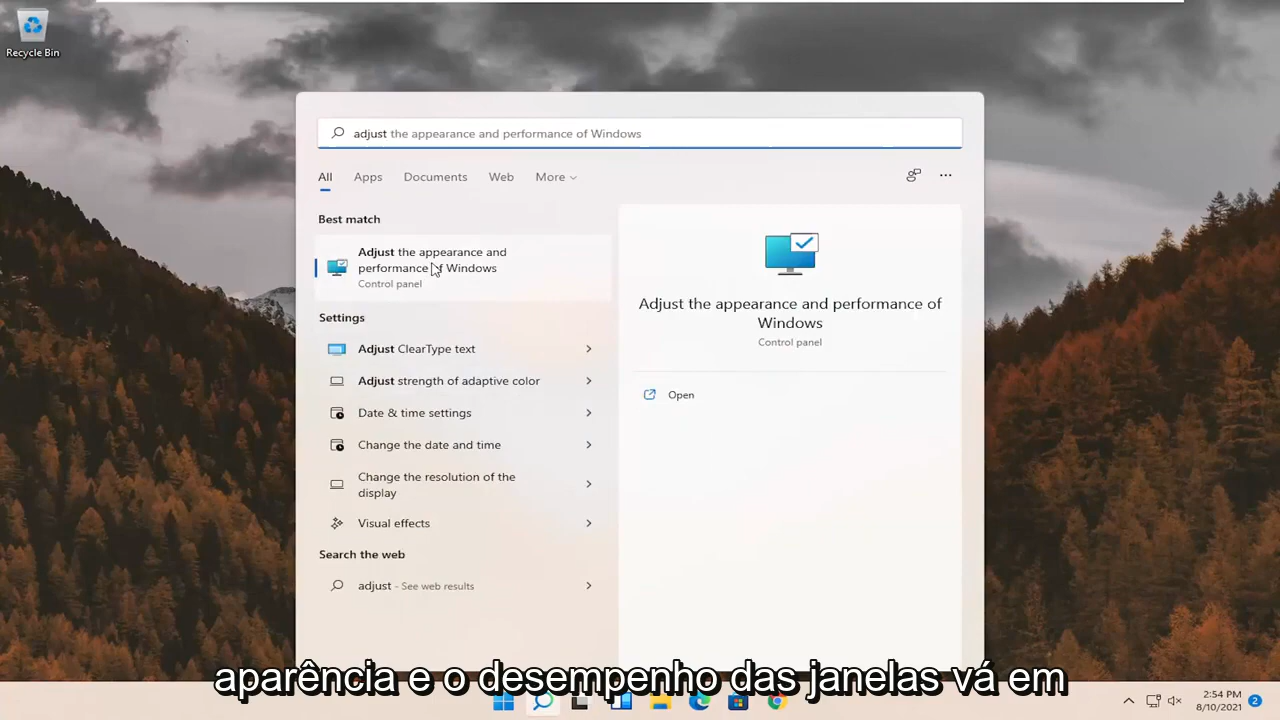 Recycle Bin
adjust the appearance and performance of Windows
All Apps Documents Web More
Best match
Adjust the appearance and
performance of Windows
Control panel
Settings
Adjust ClearType text
Adjust strength of adaptive color
Date & time settings
Change the date and time
Change the resolution of the
display
Visual effects
Search the web
adjust - See web results
Adjust the appearance and performance of
Windows
Control panel
Open
aparência e o desempenho das janelas vá em
2:54 PM
8/10/2021
2